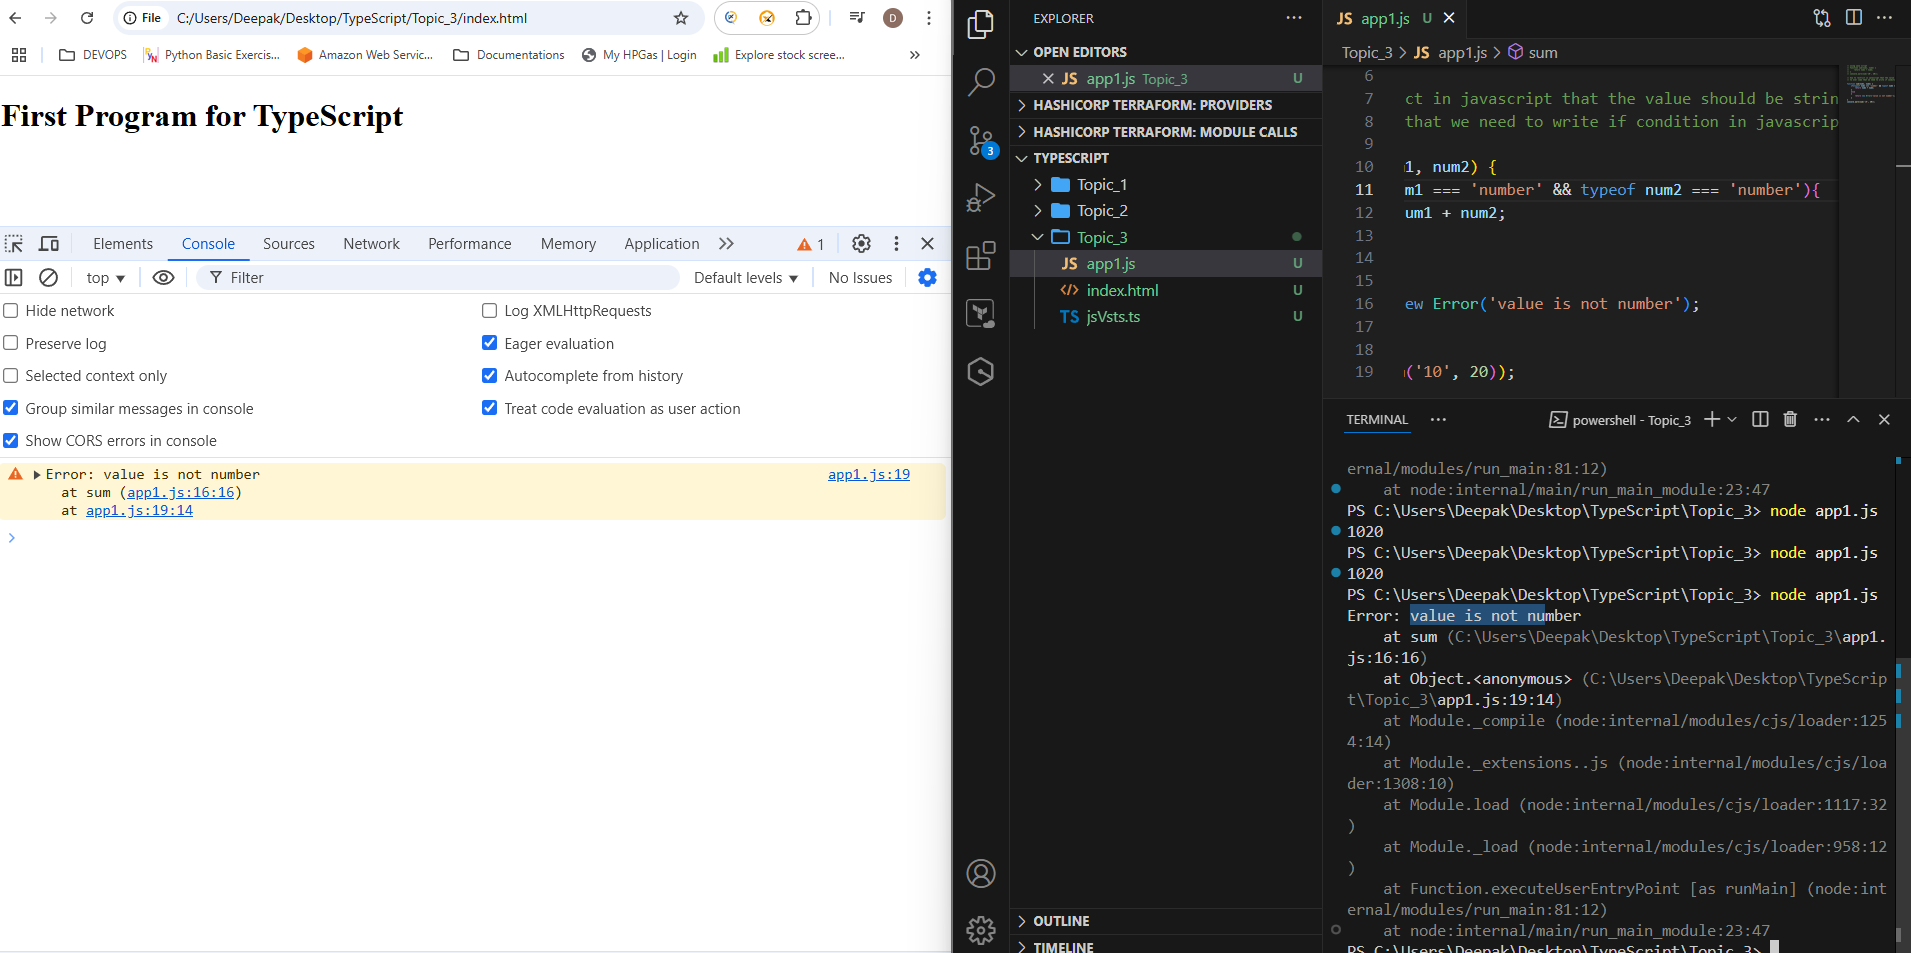 File C:/Users/Deepak/Desktop/TypeScript/Topic_3/index.html
D
DEVOPS Python Basic Exercis... Amazon Web Servic... Documentations My HPGas | Login Explore stock scree... »
First Program for TypeScript
Elements Console Sources Network Performance Memory Application 1
top Filter Default levels No Issues
Hide network
Log XMLHttpRequests
Preserve log
Eager evaluation
Selected context only
Autocomplete from history
Group similar messages in console
Treat code evaluation as user action
Show CORS errors in console
Error: value is not number app1.js:19
at sum (app1.js:16:16)
at app1.js:19:14
>
EXPLORER ...
OPEN EDITORS
JS app1.js Topic_3 U
HASHICORP TERRAFORM: PROVIDERS
HASHICORP TERRAFORM: MODULE CALLS
3
TYPESCRIPT
Topic_1
Topic_2
Topic_3
JS app1.js U
index.html U
TS jsVsts.ts U
OUTLINE
TIMELINE
JS app1.js U
Topic_3 > JS app1.js > sum
6
7 ct in javascript that the value should be strin
8 that we need to write if condition in javascrip
9
10 1, num2) {
11 m1 === 'number' && typeof num2 === 'number'){
12 um1 + num2;
13
14
15
16 ew Error('value is not number');
17
18
19 ('10', 20));
TERMINAL ... powershell - Topic_3
ernal/modules/run_main:81:12)
at node:internal/main/run_main_module:23:47
PS C:\Users\Deepak\Desktop\TypeScript\Topic_3> node app1.js
1020
PS C:\Users\Deepak\Desktop\TypeScript\Topic_3> node app1.js
1020
PS C:\Users\Deepak\Desktop\TypeScript\Topic_3> node app1.js
Error: value is not number
at sum (C:\Users\Deepak\Desktop\TypeScript\Topic_3\app1.
js:16:16)
at Object.<anonymous> (C:\Users\Deepak\Desktop\TypeScrip
t\Topic_3\app1.js:19:14)
at Module._compile (node:internal/modules/cjs/loader:125
4:14)
at Module._extensions..js (node:internal/modules/cjs/loa
der:1308:10)
at Module.load (node:internal/modules/cjs/loader:1117:32
)
at Module._load (node:internal/modules/cjs/loader:958:12
)
at Function.executeUserEntryPoint [as runMain] (node:int
ernal/modules/run_main:81:12)
at node:internal/main/run_main_module:23:47
PS C:\Users\Deepak\Desktop\TypeScript\Topic_3>